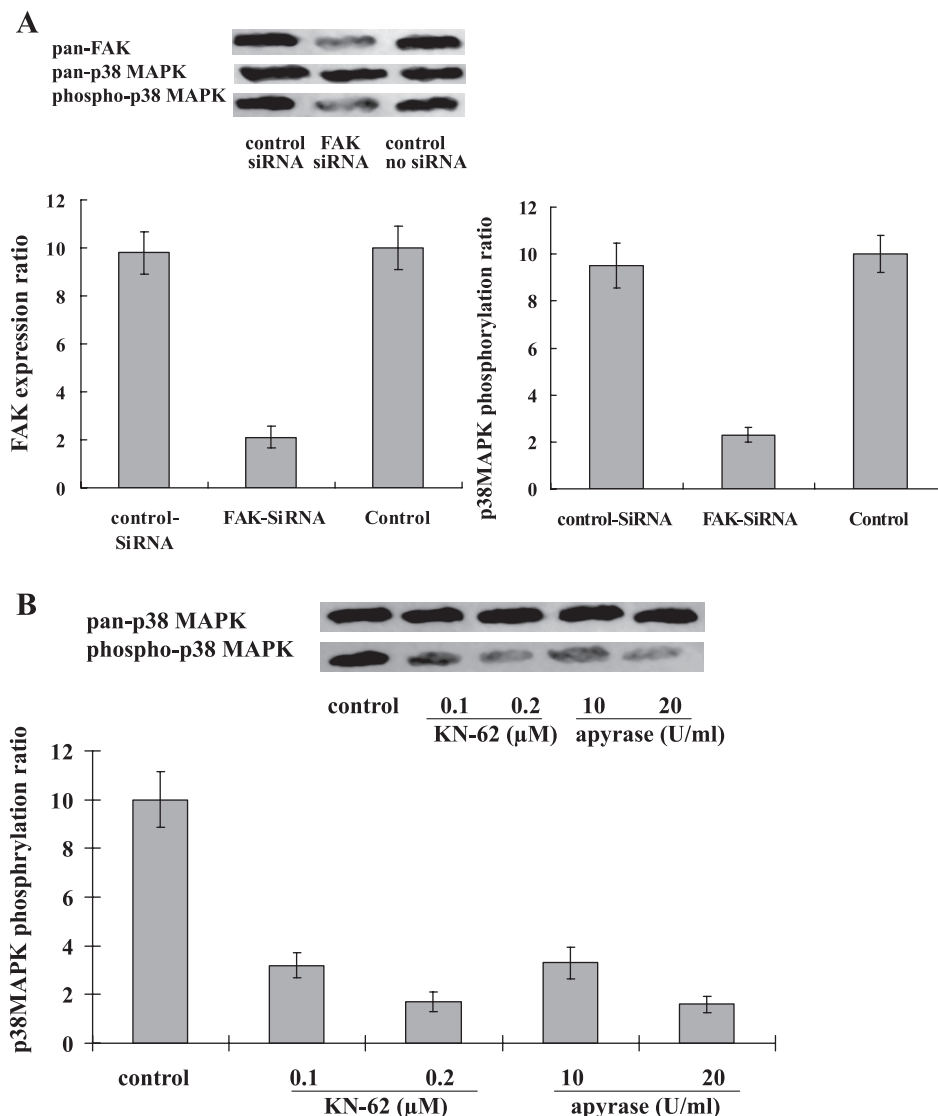 A
pan-FAK
pan-p38 MAPK
phospho-p38 MAPK
control FAK control
siRNA siRNA no siRNA
12
10
8
6
4
2
0
FAK expression ratio
control-
SiRNA
FAK-SiRNA
Control
12
10
8
6
4
2
0
p38MAPK phosphorylation ratio
control-SiRNA
FAK-SiRNA
Control
B
pan-p38 MAPK
phospho-p38 MAPK
control 0.1 0.2 10 20
KN-62 (µM) apyrase (U/ml)
12
10
8
6
4
2
0
p38MAPK phosphrylation ratio
control 0.1 0.2 10 20
KN-62 (µM) apyrase (U/ml)